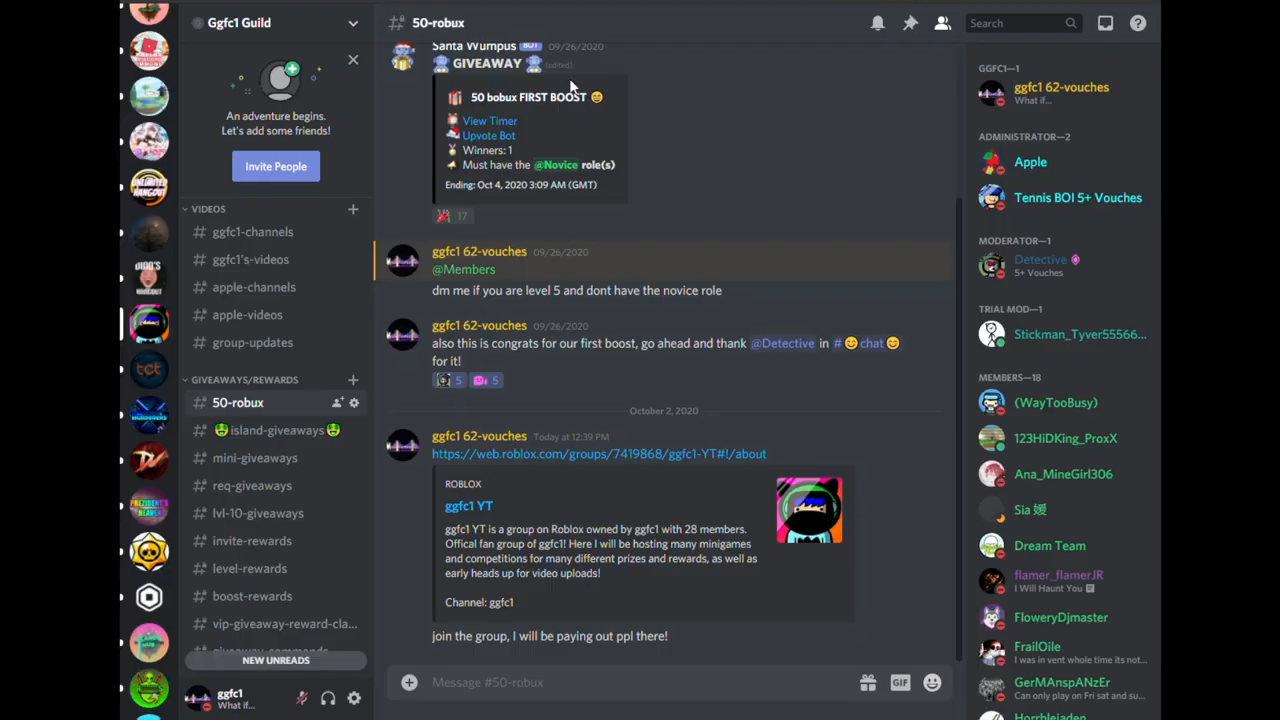 Ggfc1 Guild
An adventure begins.
Let's add some friends!
Invite People
VIDEOS
ggfc1-channels
ggfc1's-videos
apple-channels
apple-videos
group-updates
GIVEAWAYS/REWARDS
50-robux
🤑island-giveaways🤑
mini-giveaways
req-giveaways
lvl-10-giveaways
invite-rewards
level-rewards
boost-rewards
vip-giveaway-reward-cla...
giveaway-commands
NEW UNREADS
ggfc1
What if...
50-robux
Search
Santa Wumpus BOT 09/26/2020
GIVEAWAY (edited)
50 bobux FIRST BOOST 😄
View Timer
Upvote Bot
Winners: 1
Must have the @Novice role(s)
Ending: Oct 4, 2020 3:09 AM (GMT)
17
ggfc1 62-vouches 09/26/2020
@Members
dm me if you are level 5 and dont have the novice role
ggfc1 62-vouches 09/26/2020
also this is congrats for our first boost, go ahead and thank @Detective in # 😊chat😊
for it!
5 5
October 2, 2020
ggfc1 62-vouches Today at 12:39 PM
https://web.roblox.com/groups/7419868/ggfc1-YT#!/about
ROBLOX
ggfc1 YT
ggfc1 YT is a group on Roblox owned by ggfc1 with 28 members.
Offical fan group of ggfc1! Here I will be hosting many minigames
and competitions for many different prizes and rewards, as well as
early heads up for video uploads!
Channel: ggfc1
join the group, I will be paying out ppl there!
Message #50-robux
GIF
GGFC1—1
ggfc1 62-vouches
What if...
ADMINISTRATOR—2
Apple
Tennis BOI 5+ Vouches
MODERATOR—1
Detective
5+ Vouches
TRIAL MOD—1
Stickman_Tyver55566...
MEMBERS—18
(WayTooBusy)
123HiDKing_ProxX
Ana_MineGirl306
Sia 媛
Dream Team
flamer_flamerJR
I Will Haunt You
FloweryDjmaster
FrailOile
I was in vent whole time its not...
GerMAnspANzEr
Can only play on Fri sat and su...
Horrblejaden